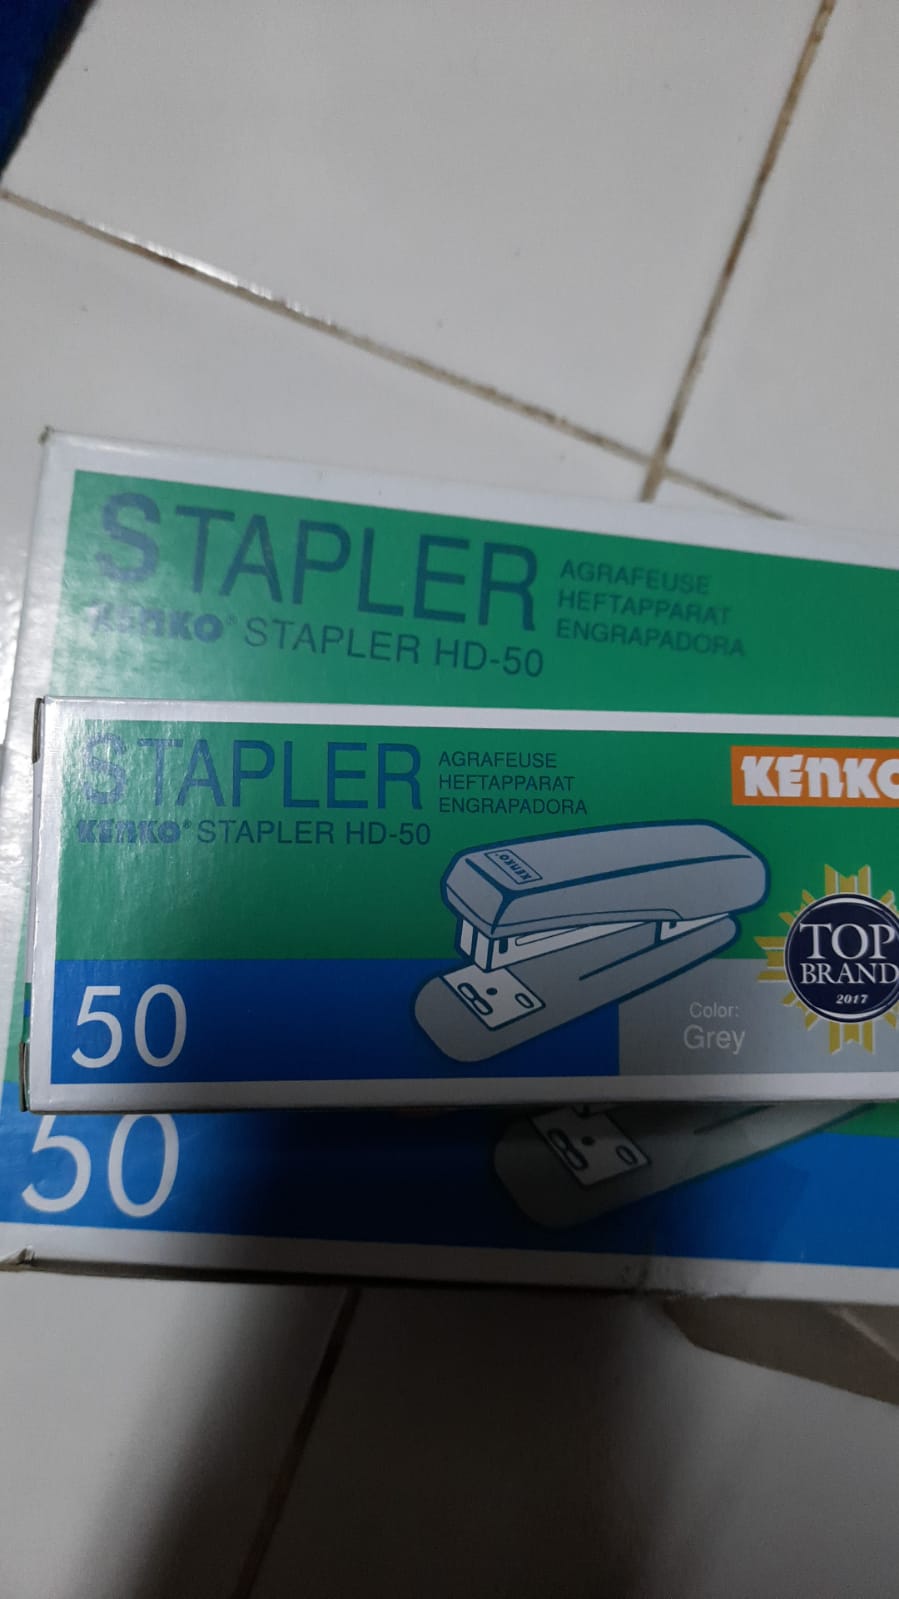 STAPLER
AGRAFEUSE
HEFTAPPARAT
ENGRAPADORA
KENKO® STAPLER HD-50
STAPLER
AGRAFEUSE
HEFTAPPARAT
ENGRAPADORA
KENKO® STAPLER HD-50
KENKO
KENKO
TOP
BRAND
2017
Color:
Grey
50
50